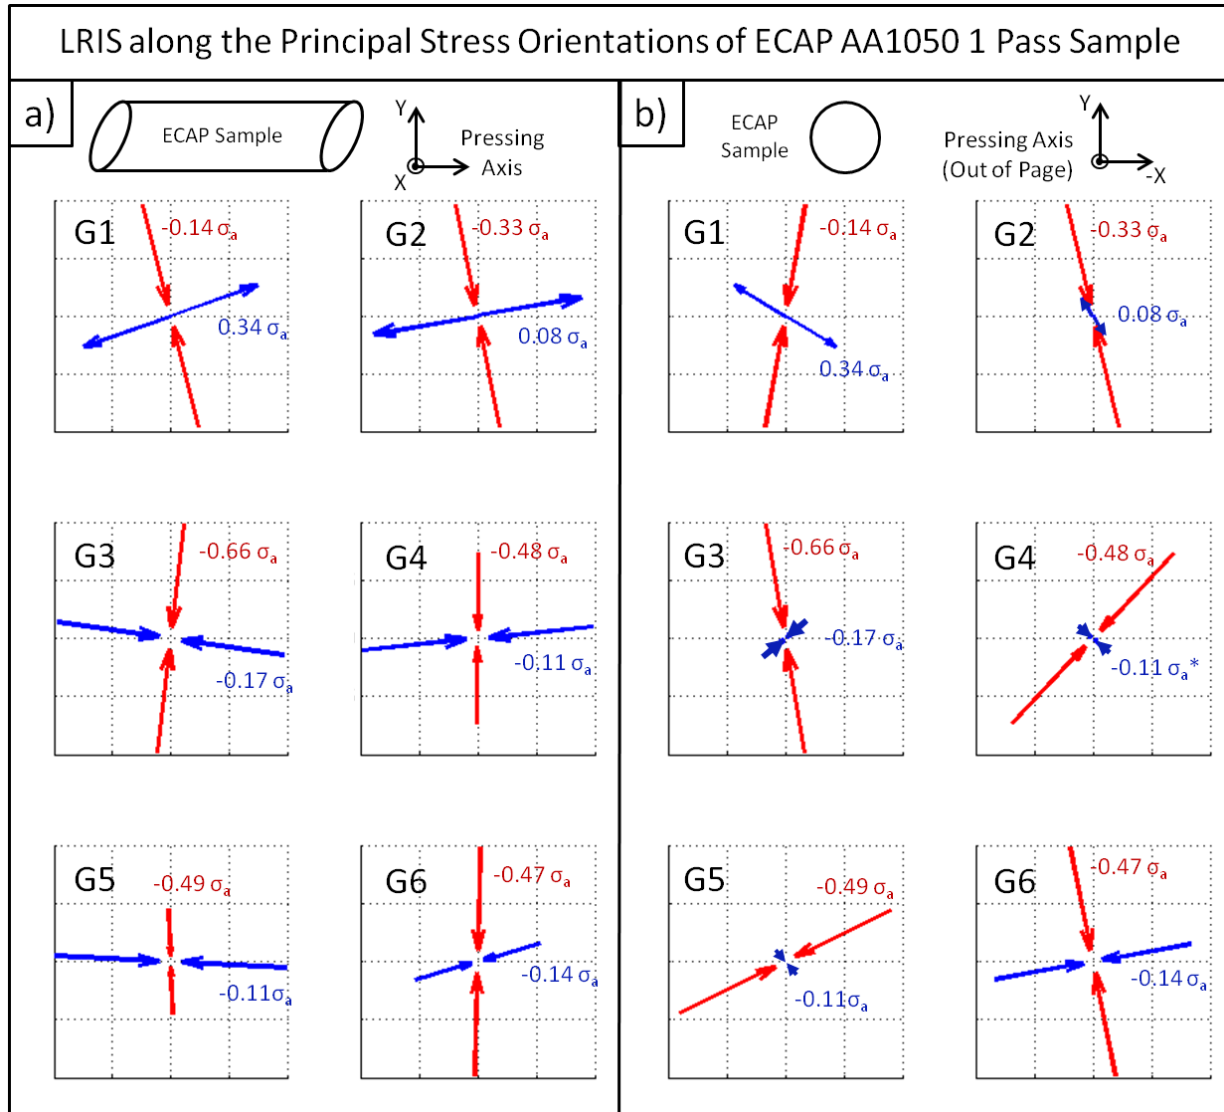 LRIS along the Principal Stress Orientations of ECAP AA1050 1 Pass Sample
a)
ECAP Sample
Y
X
Pressing
Axis
G1
-0.14 σa
0.34 σa
G2
-0.33 σa
0.08 σa
G3
-0.66 σa
-0.17 σa
G4
-0.48 σa
-0.11 σa
G5
-0.49 σa
-0.11σa
G6
-0.47 σa
-0.14 σa
b)
ECAP
Sample
Pressing Axis
(Out of Page)
Y
-X
G1
-0.14 σa
0.34 σa
G2
-0.33 σa
0.08 σa
G3
-0.66 σa
-0.17 σa
G4
-0.48 σa
-0.11 σa*
G5
-0.49 σa
-0.11σa
G6
-0.47 σa
-0.14 σa